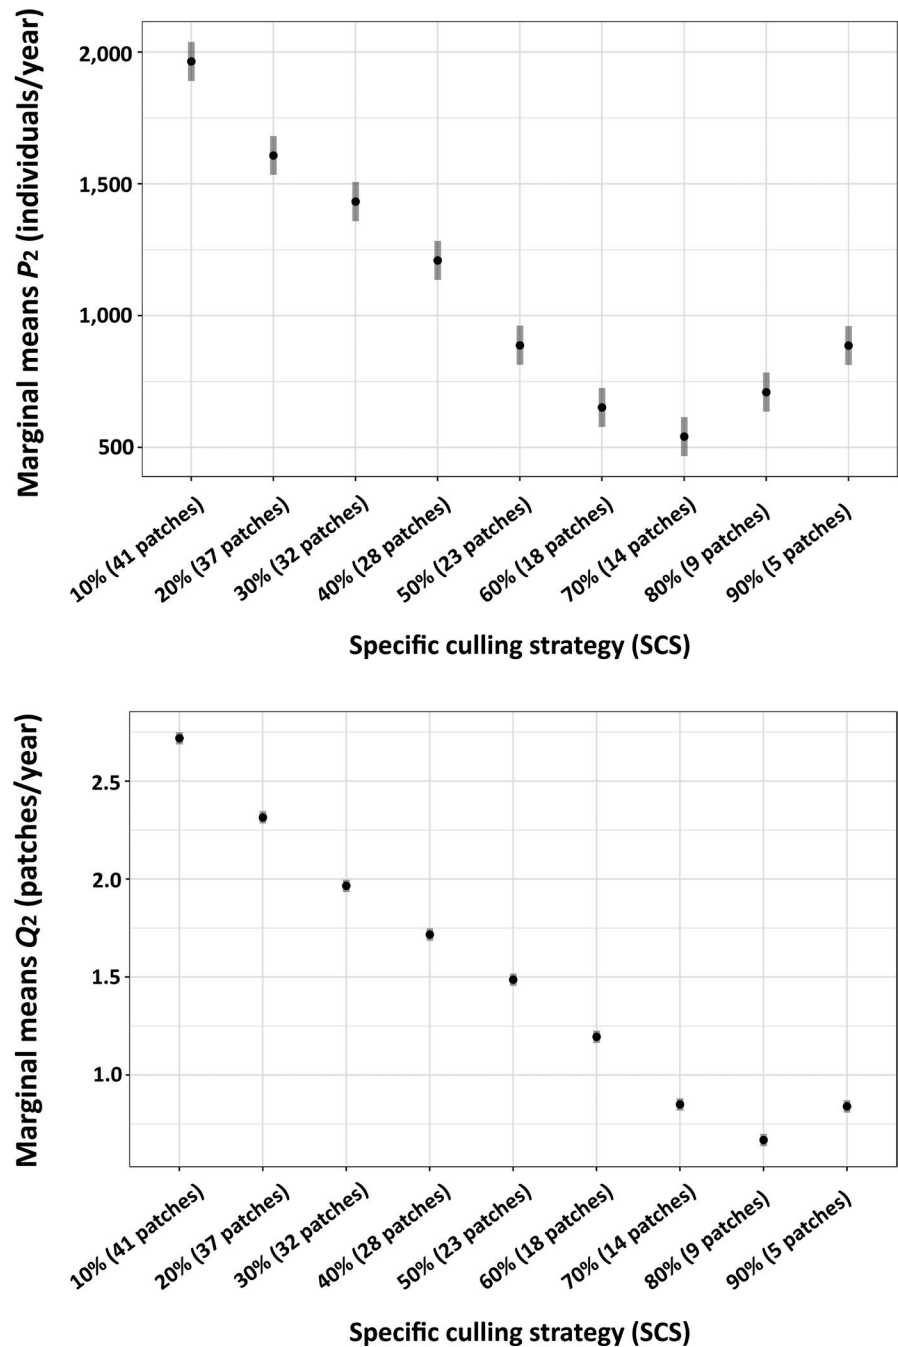 Marginal means P2 (individuals/year)
2,000
1,500
1,000
500
10% (41 patches)
20% (37 patches)
30% (32 patches)
40% (28 patches)
50% (23 patches)
60% (18 patches)
70% (14 patches)
80% (9 patches)
90% (5 patches)
Specific culling strategy (SCS)
Marginal means Q2 (patches/year)
2.5
2.0
1.5
1.0
10% (41 patches)
20% (37 patches)
30% (32 patches)
40% (28 patches)
50% (23 patches)
60% (18 patches)
70% (14 patches)
80% (9 patches)
90% (5 patches)
Specific culling strategy (SCS)